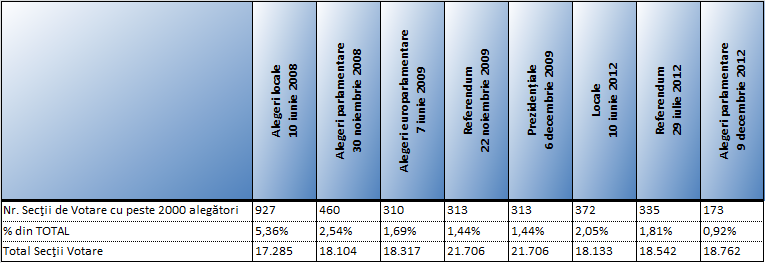 Alegeri locale
10 iunie 2008
Alegeri parlamentare
30 noiembrie 2008
Alegeri europarlamentare
7 iunie 2009
Referendum
22 noiembrie 2009
Prezidenţiale
6 decembrie 2009
Locale
10 iunie 2012
Referendum
29 iulie 2012
Alegeri parlamentare
9 decembrie 2012
Nr. Secţii de Votare cu peste 2000 alegători 927 460 310 313 313 372 335 173
% din TOTAL 5,36% 2,54% 1,69% 1,44% 1,44% 2,05% 1,81% 0,92%
Total Secţii Votare 17.285 18.104 18.317 21.706 21.706 18.133 18.542 18.762